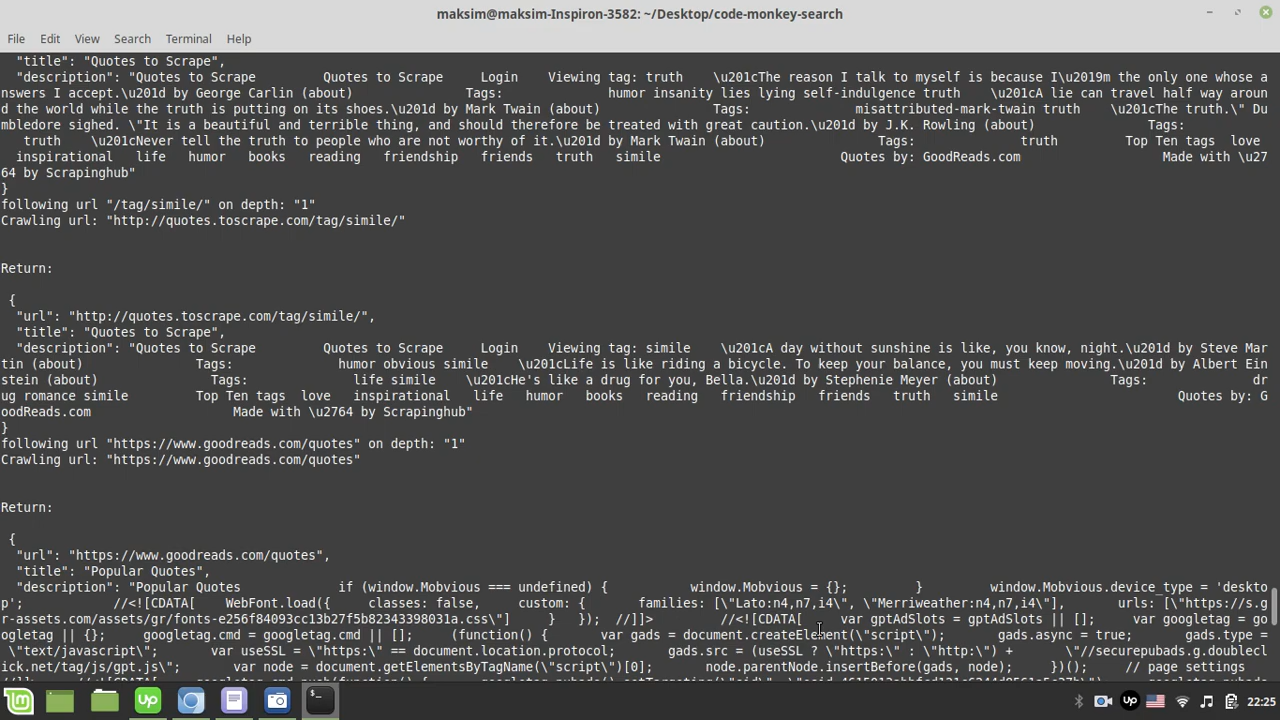 maksim@maksim-Inspiron-3582: ~/Desktop/code-monkey-search
File Edit View Search Terminal Help
"title": "Quotes to Scrape",
"description": "Quotes to Scrape Quotes to Scrape Login Viewing tag: truth \u201cThe reason I talk to myself is because I\u2019m the only one whose a
nswers I accept.\u201d by George Carlin (about) Tags: humor insanity lies lying self-indulgence truth \u201cA lie can travel half way aroun
d the world while the truth is putting on its shoes.\u201d by Mark Twain (about) Tags: misattributed-mark-twain truth \u201cThe truth.\" Du
mbledore sighed. \"It is a beautiful and terrible thing, and should therefore be treated with great caution.\u201d by J.K. Rowling (about) Tags:
truth \u201cNever tell the truth to people who are not worthy of it.\u201d by Mark Twain (about) Tags: truth Top Ten tags love
inspirational life humor books reading friendship friends truth simile Quotes by: GoodReads.com Made with \u27
64 by Scrapinghub"
}
following url "/tag/simile/" on depth: "1"
Crawling url: "http://quotes.toscrape.com/tag/simile/"
Return:
{
"url": "http://quotes.toscrape.com/tag/simile/",
"title": "Quotes to Scrape",
"description": "Quotes to Scrape Quotes to Scrape Login Viewing tag: simile \u201cA day without sunshine is like, you know, night.\u201d by Steve Mar
tin (about) Tags: humor obvious simile \u201cLife is like riding a bicycle. To keep your balance, you must keep moving.\u201d by Albert Ein
stein (about) Tags: life simile \u201cHe's like a drug for you, Bella.\u201d by Stephenie Meyer (about) Tags: dr
ug romance simile Top Ten tags love inspirational life humor books reading friendship friends truth simile Quotes by: G
oodReads.com Made with \u2764 by Scrapinghub"
}
following url "https://www.goodreads.com/quotes" on depth: "1"
Crawling url: "https://www.goodreads.com/quotes"
Return:
{
"url": "https://www.goodreads.com/quotes",
"title": "Popular Quotes",
"description": "Popular Quotes if (window.Mobvious === undefined) { window.Mobvious = {}; } window.Mobvious.device_type = 'deskto
p'; //<![CDATA[ WebFont.load({ classes: false, custom: { families: [\"Lato:n4,n7,i4\", \"Merriweather:n4,n7,i4\"], urls: [\"https://s.g
r-assets.com/assets/gr/fonts-e256f84093cc13b27f5b82343398031a.css\"] } }); //]]> //<![CDATA[ var gptAdSlots = gptAdSlots || []; var googletag = go
ogletag || {}; googletag.cmd = googletag.cmd || []; (function() { var gads = document.createElement(\"script\"); gads.async = true; gads.type =
\"text/javascript\"; var useSSL = \"https:\" == document.location.protocol; gads.src = (useSSL ? \"https:\" : \"http:\") + \"//securepubads.g.doublecl
ick.net/tag/js/gpt.js\"; var node = document.getElementsByTagName(\"script\")[0]; node.parentNode.insertBefore(gads, node); })(); // page settings
up
Up
22:25